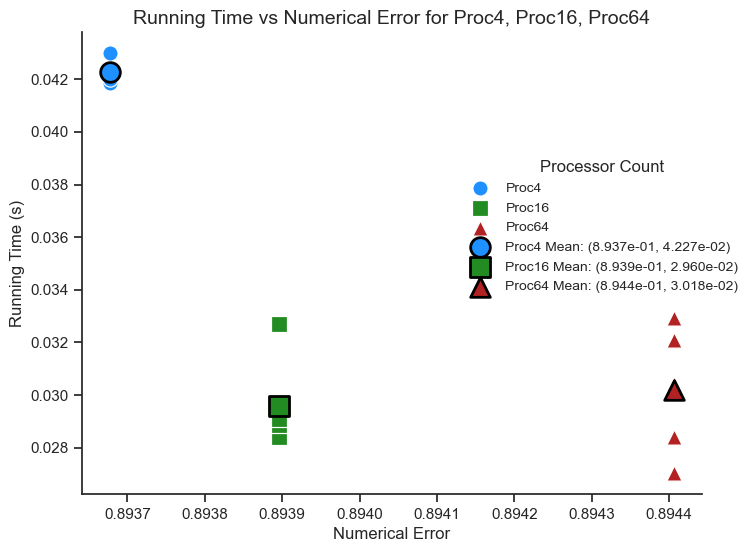 Running Time vs Numerical Error for Proc4, Proc16, Proc64
Running Time (s)
0.042
0.040
0.038
0.036
0.034
0.032
0.030
0.028
Processor Count
Proc4
Proc16
Proc64
Proc4 Mean: (8.937e-01, 4.227e-02)
Proc16 Mean: (8.939e-01, 2.960e-02)
Proc64 Mean: (8.944e-01, 3.018e-02)
0.8937 0.8938 0.8939 0.8940 0.8941 0.8942 0.8943 0.8944
Numerical Error